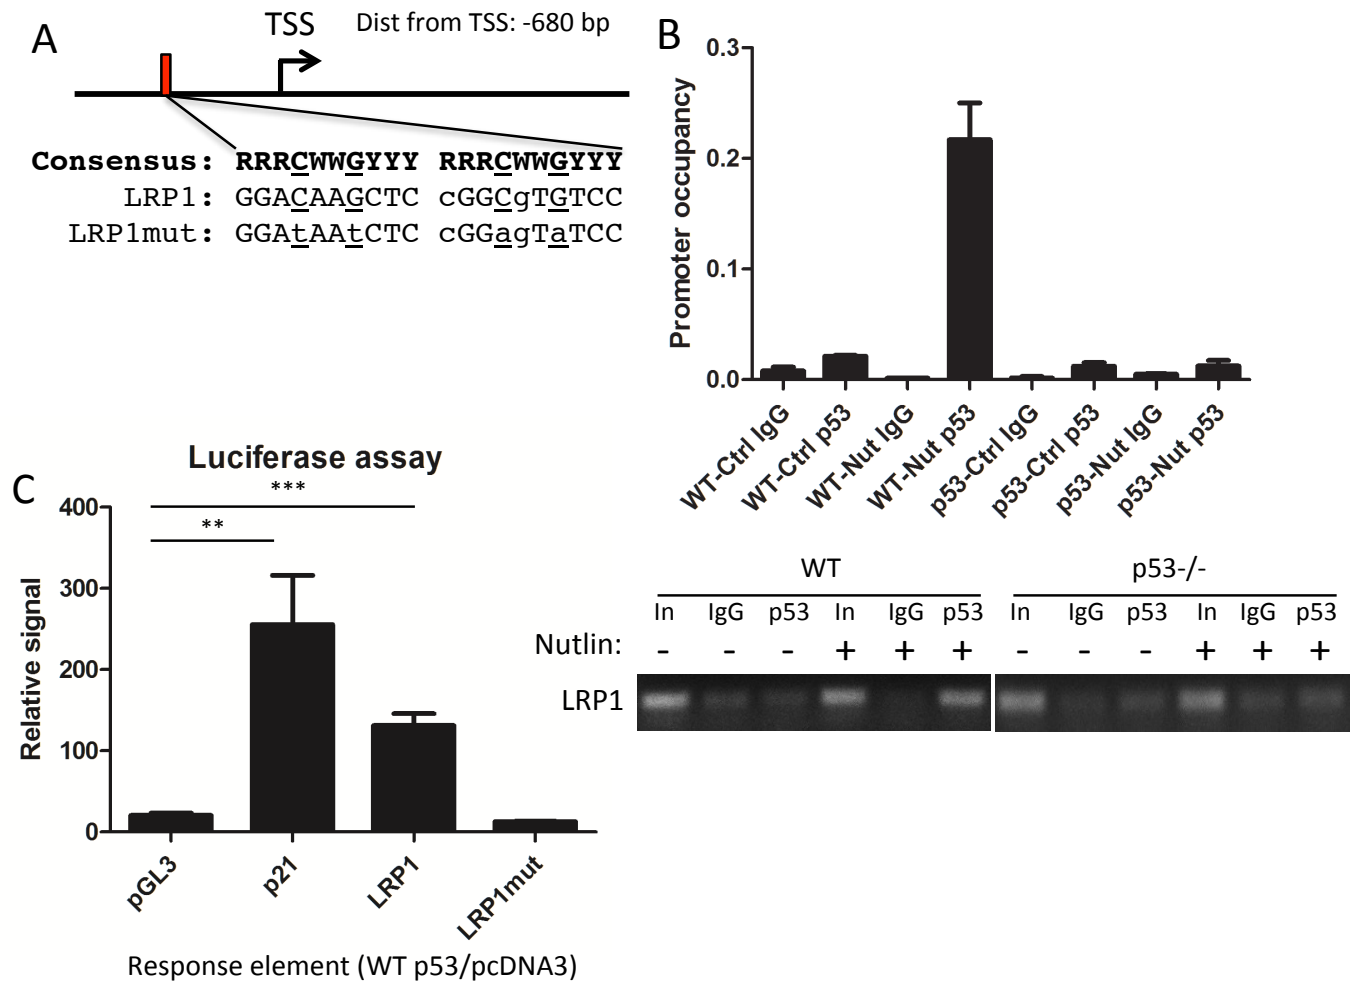 A
TSS
Dist from TSS: -680 bp
Consensus: RRRCWWGYYY RRRCWWGYYY
LRP1: GGACAAGCTC cGGCgTGTCC
LRP1mut: GGAtAAtCTC cGGagTaTCC
B
Promoter occupancy
0.3
0.2
0.1
0.0
WT-Ctrl IgG
WT-Ctrl p53
WT-Nut IgG
WT-Nut p53
p53-Ctrl IgG
p53-Ctrl p53
p53-Nut IgG
p53-Nut p53
WT
p53-/-
In IgG p53 In IgG p53 In IgG p53 In IgG p53
Nutlin: - - - + + + - - - + + +
LRP1
C
Luciferase assay
***
**
Relative signal
400
300
200
100
0
pGL3
p21
LRP1
LRP1mut
Response element (WT p53/pcDNA3)